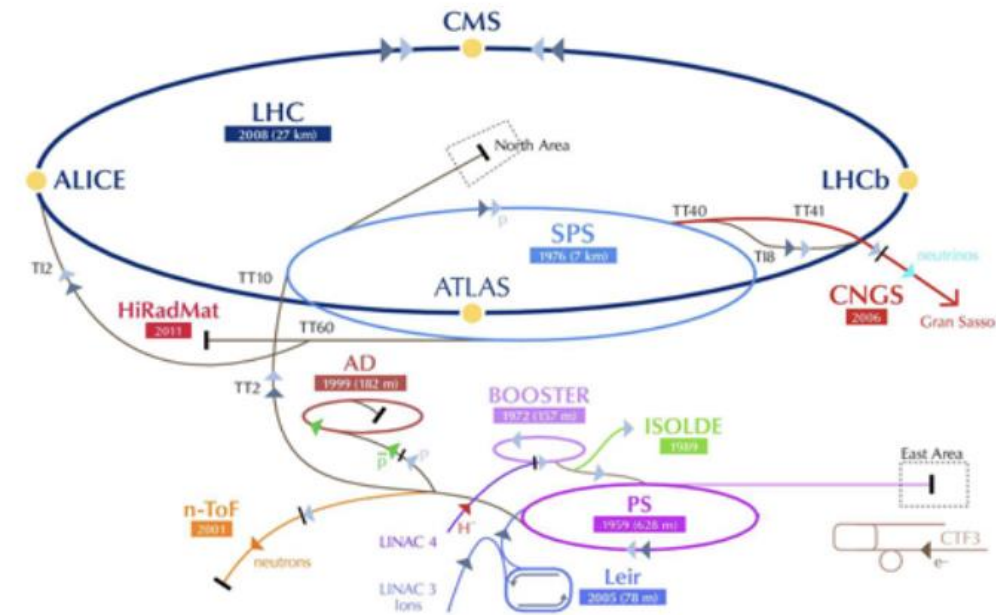 CMS
LHC
2008 (27 km)
North Area
ALICE
LHCb
TT40
TT41
p
SPS
1976 (7 km)
TI8
neutrinos
TI2
TT10
ATLAS
CNGS
2006
Gran Sasso
HiRadMat
2011
TT60
AD
1999 (182 m)
TT2
BOOSTER
1972 (157 m)
ISOLDE
1989
p̄
p
East Area
n-ToF
2001
PS
1959 (628 m)
H⁻
neutrons
LINAC 4
CTF3
e⁻
LINAC 3
Ions
Leir
2005 (78 m)